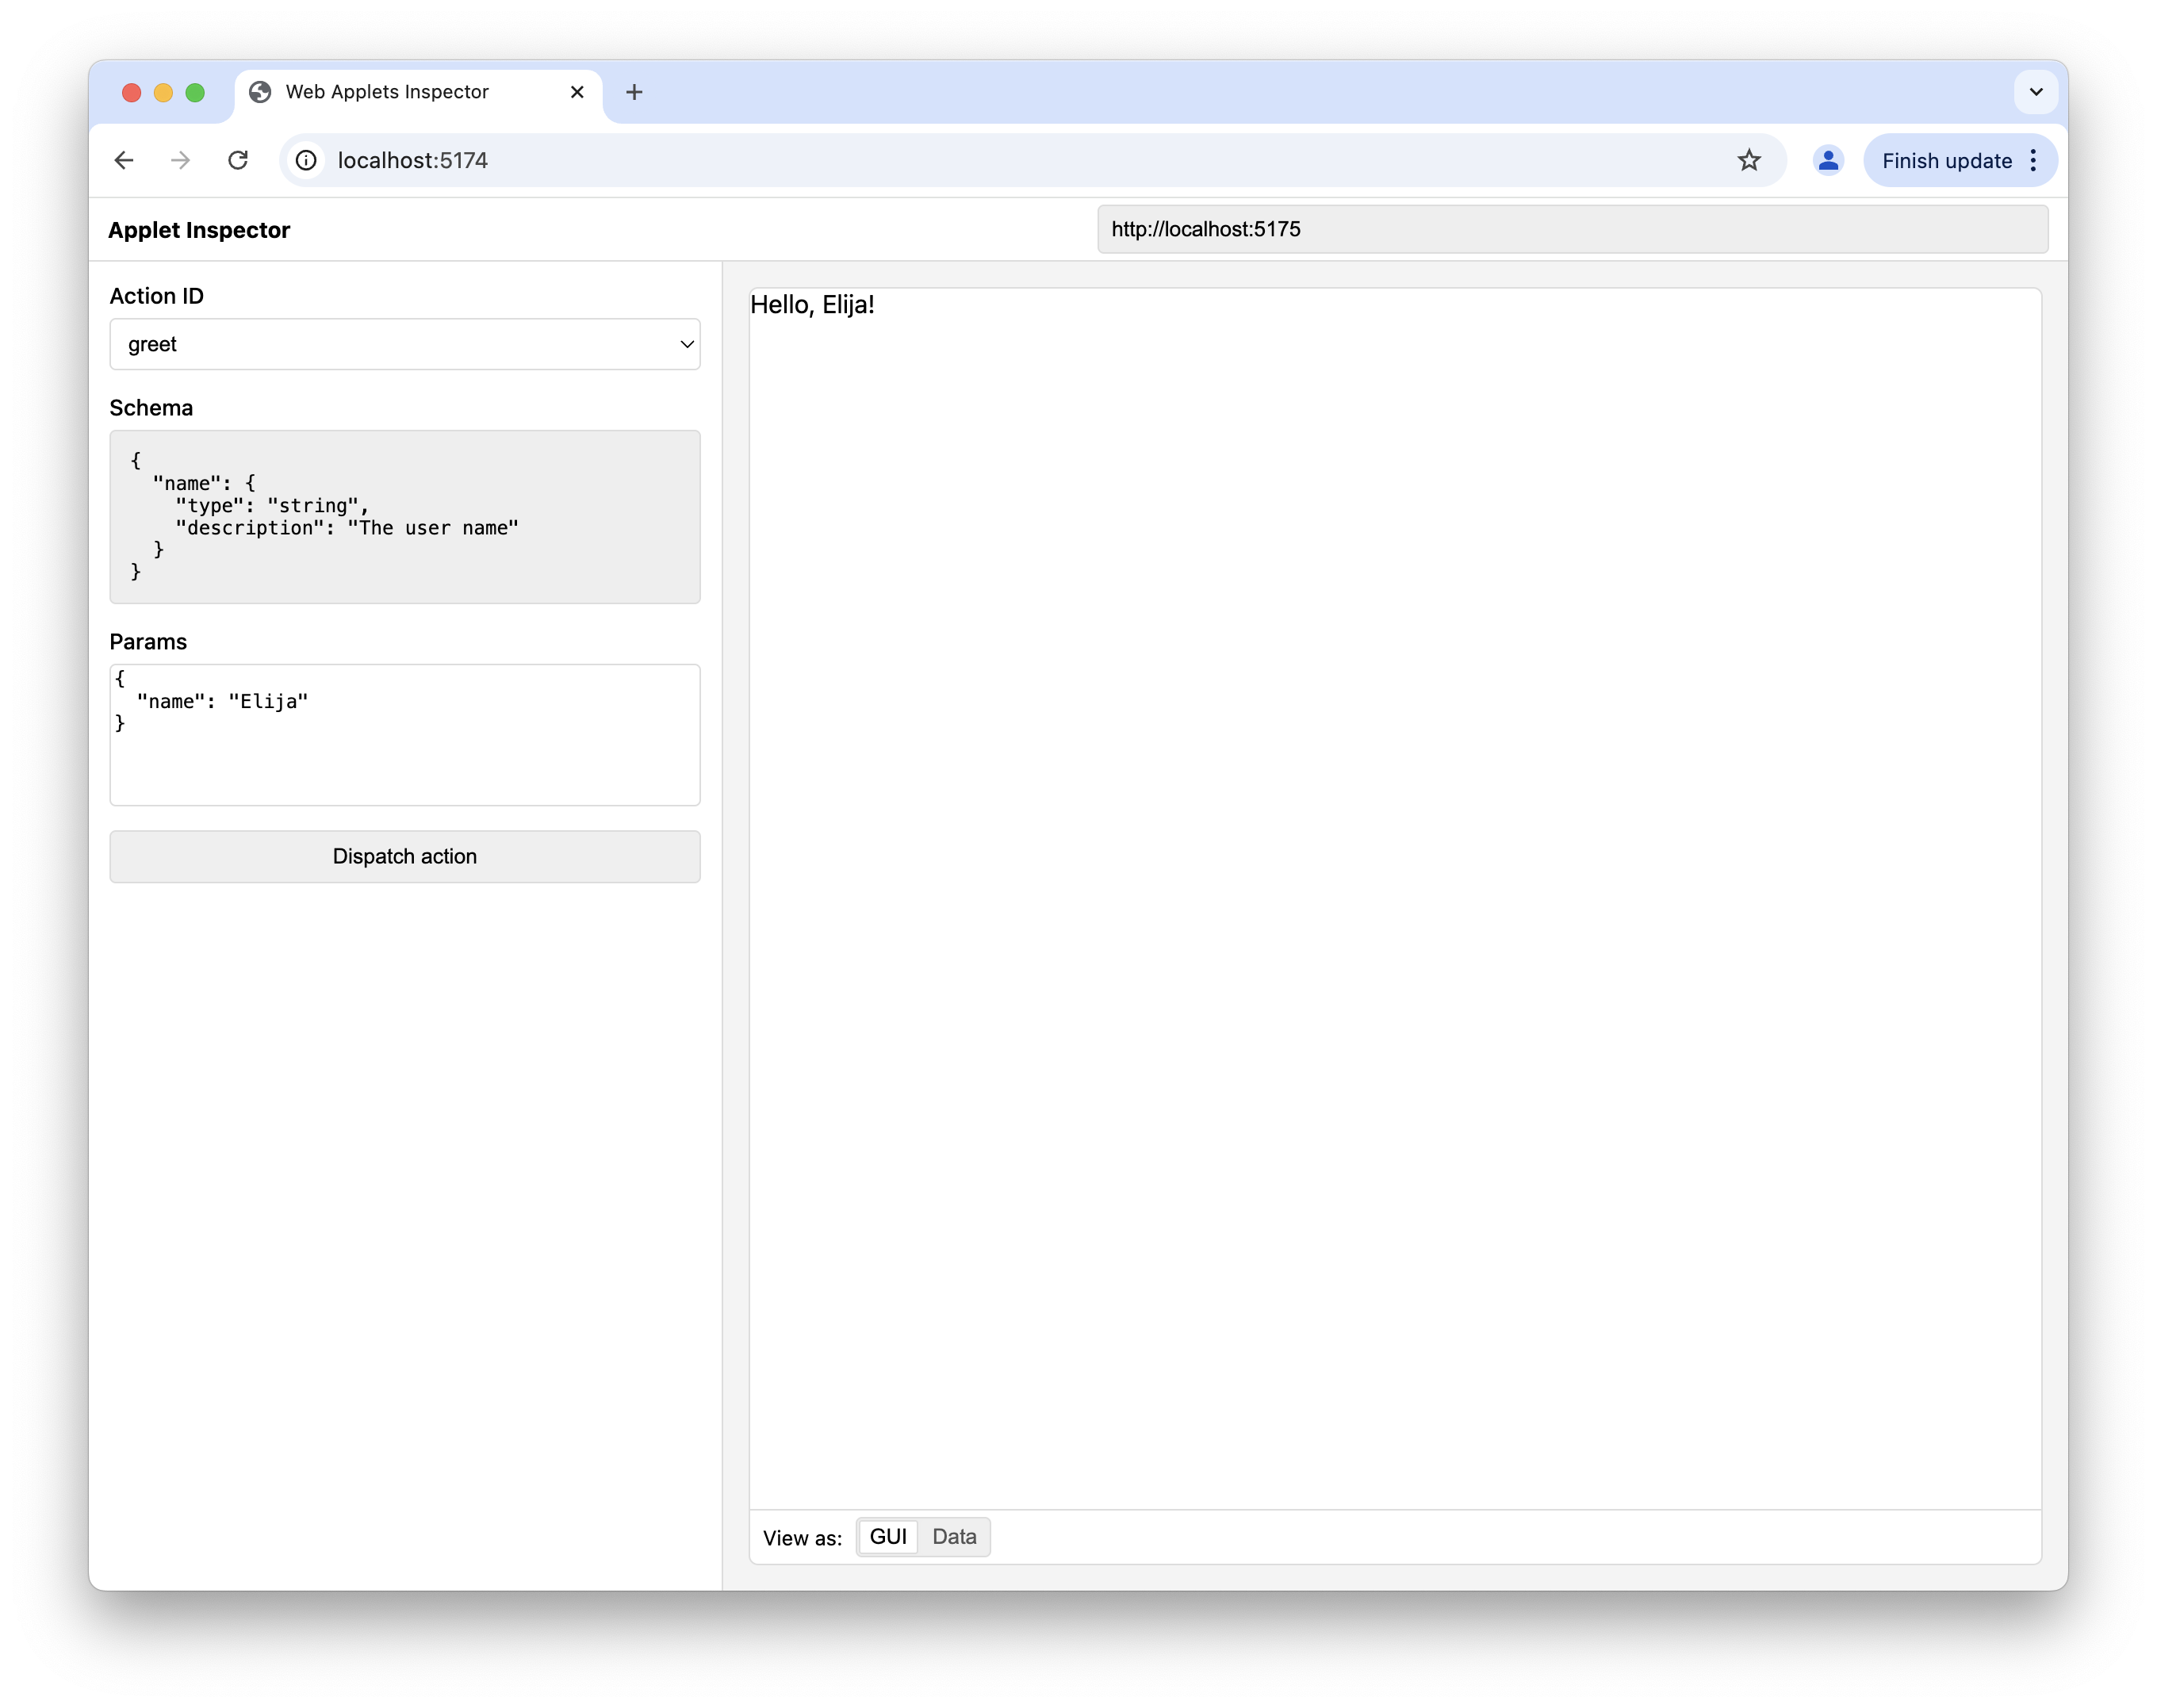 Web Applets Inspector
localhost:5174
Finish update
Applet Inspector
http://localhost:5175
Action ID
greet
Schema
{
  "name": {
    "type": "string",
    "description": "The user name"
  }
}
Params
{
  "name": "Elija"
}
Dispatch action
Hello, Elija!
View as: GUI Data